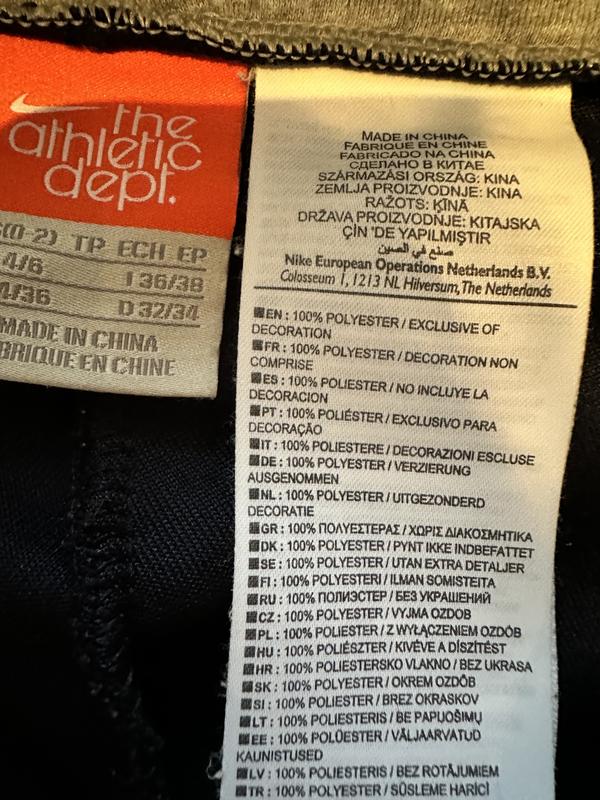 the
athletic
dept.
(0-2) TP ECH EP
4/6 I 36/38
4/36 D 32/34
MADE IN CHINA
BRIQUE EN CHINE
MADE IN CHINA
FABRIQUE EN CHINE
FABRICADO NA CHINA
СДЕЛАНО В КИТАЕ
SZÁRMAZÁSI ORSZÁG: KINA
ZEMLJA PROIZVODNJE: KINA
RAŽOTS: ĶĪNĀ
DRŽAVA PROIZVODNJE: KITAJSKA
ÇİN 'DE YAPILMIŞTIR
صنع في الصين
Nike European Operations Netherlands B.V.
Colosseum 1, 1213 NL Hilversum, The Netherlands
EN : 100% POLYESTER / EXCLUSIVE OF
DECORATION
FR : 100% POLYESTER / DECORATION NON
COMPRISE
ES : 100% POLIESTER / NO INCLUYE LA
DECORACION
PT : 100% POLIÉSTER / EXCLUSIVO PARA
DECORAÇÃO
IT : 100% POLIESTERE / DECORAZIONI ESCLUSE
DE : 100% POLYESTER / VERZIERUNG
AUSGENOMMEN
NL : 100% POLYESTER / UITGEZONDERD
DECORATIE
GR : 100% ΠΟΛΥΕΣΤΕΡΑΣ / ΧΩΡΙΣ ΔΙΑΚΟΣΜΗΤΙΚΑ
DK : 100% POLYESTER / PYNT IKKE INDBEFATTET
SE : 100% POLYESTER / UTAN EXTRA DETALJER
FI : 100% POLYESTERI / ILMAN SOMISTEITA
RU : 100% ПОЛИЭСТЕР / БЕЗ УКРАШЕНИЙ
CZ : 100% POLYESTER / VYJMA OZDOB
PL : 100% POLIESTER / Z WYŁĄCZENIEM OZDÓB
HU : 100% POLIÉSZTER / KIVÉVE A DÍSZÍTÉST
HR : 100% POLIESTERSKO VLAKNO / BEZ UKRASA
SK : 100% POLYESTER / OKREM OZDÔB
SI : 100% POLIESTER / BREZ OKRASKOV
LT : 100% POLIESTERIS / BE PAPUOŠIMŲ
EE : 100% POLÜESTER / VÄLJAARVATUD
KAUNISTUSED
LV : 100% POLIESTERIS / BEZ ROTĀJUMIEM
TR : 100% POLYESTER / SÜSLEME HARİCİ